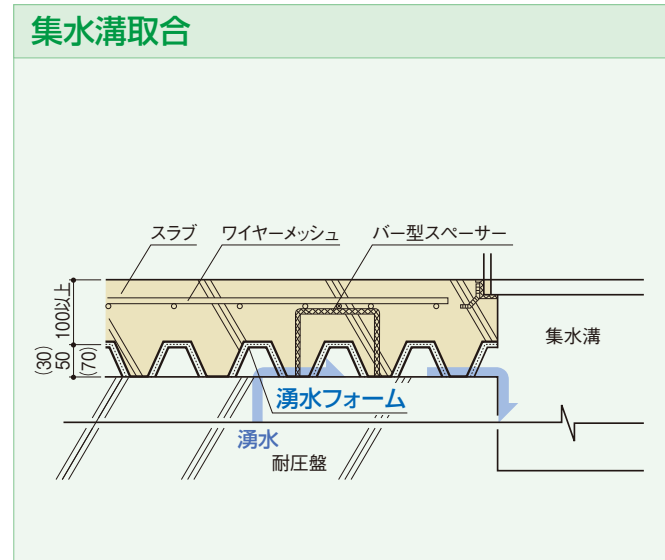 集水溝取合
スラブ
ワイヤーメッシュ
バー型スペーサー
100以上
(30)
50
(70)
集水溝
湧水フォーム
湧水
耐圧盤